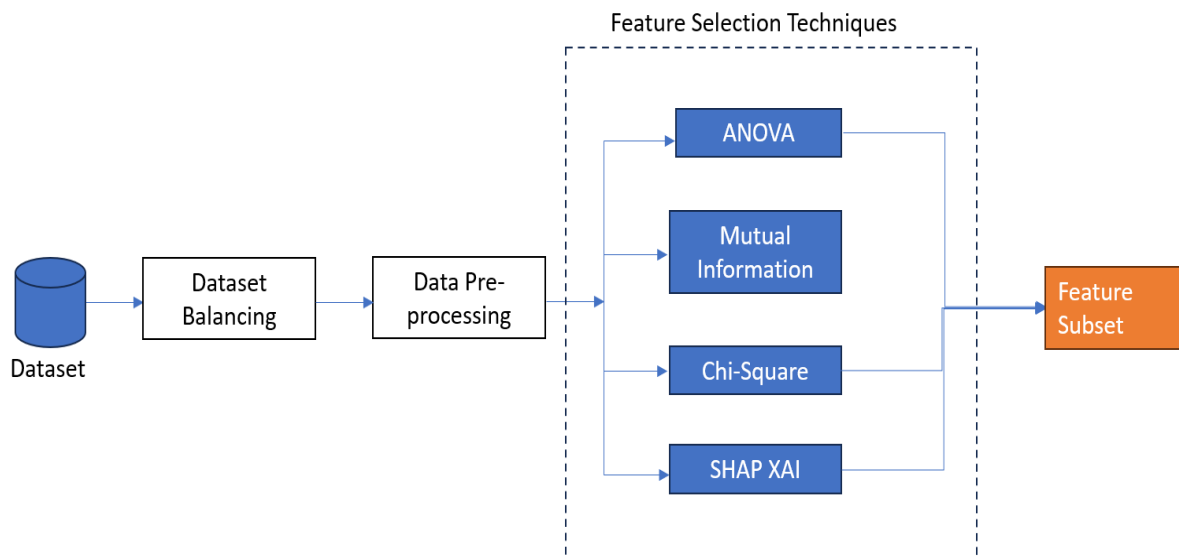 Feature Selection Techniques
ANOVA
Mutual
Information
Dataset
Balancing
Data Pre-
processing
Feature
Subset
Dataset
Chi-Square
SHAP XAI